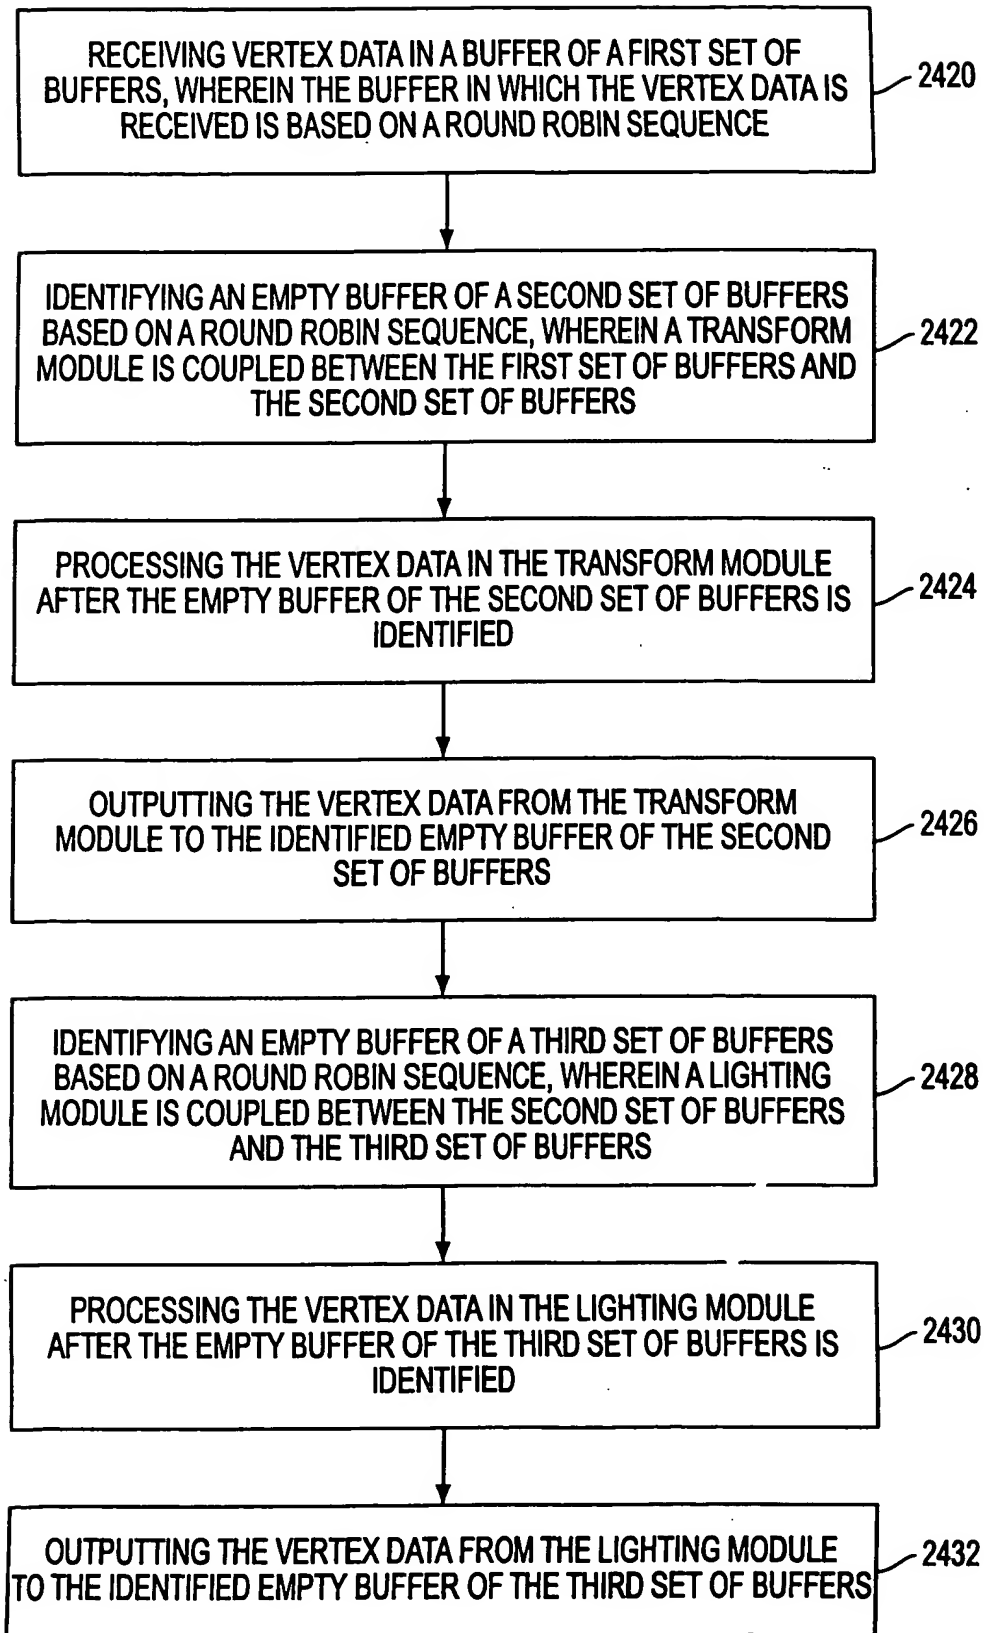 RECEIVING VERTEX DATA IN A BUFFER OF A FIRST SET OF
BUFFERS, WHEREIN THE BUFFER IN WHICH THE VERTEX DATA IS
RECEIVED IS BASED ON A ROUND ROBIN SEQUENCE
2420
IDENTIFYING AN EMPTY BUFFER OF A SECOND SET OF BUFFERS
BASED ON A ROUND ROBIN SEQUENCE, WHEREIN A TRANSFORM
MODULE IS COUPLED BETWEEN THE FIRST SET OF BUFFERS AND
THE SECOND SET OF BUFFERS
2422
PROCESSING THE VERTEX DATA IN THE TRANSFORM MODULE
AFTER THE EMPTY BUFFER OF THE SECOND SET OF BUFFERS IS
IDENTIFIED
2424
OUTPUTTING THE VERTEX DATA FROM THE TRANSFORM
MODULE TO THE IDENTIFIED EMPTY BUFFER OF THE SECOND
SET OF BUFFERS
2426
IDENTIFYING AN EMPTY BUFFER OF A THIRD SET OF BUFFERS
BASED ON A ROUND ROBIN SEQUENCE, WHEREIN A LIGHTING
MODULE IS COUPLED BETWEEN THE SECOND SET OF BUFFERS
AND THE THIRD SET OF BUFFERS
2428
PROCESSING THE VERTEX DATA IN THE LIGHTING MODULE
AFTER THE EMPTY BUFFER OF THE THIRD SET OF BUFFERS IS
IDENTIFIED
2430
OUTPUTTING THE VERTEX DATA FROM THE LIGHTING MODULE
TO THE IDENTIFIED EMPTY BUFFER OF THE THIRD SET OF BUFFERS
2432